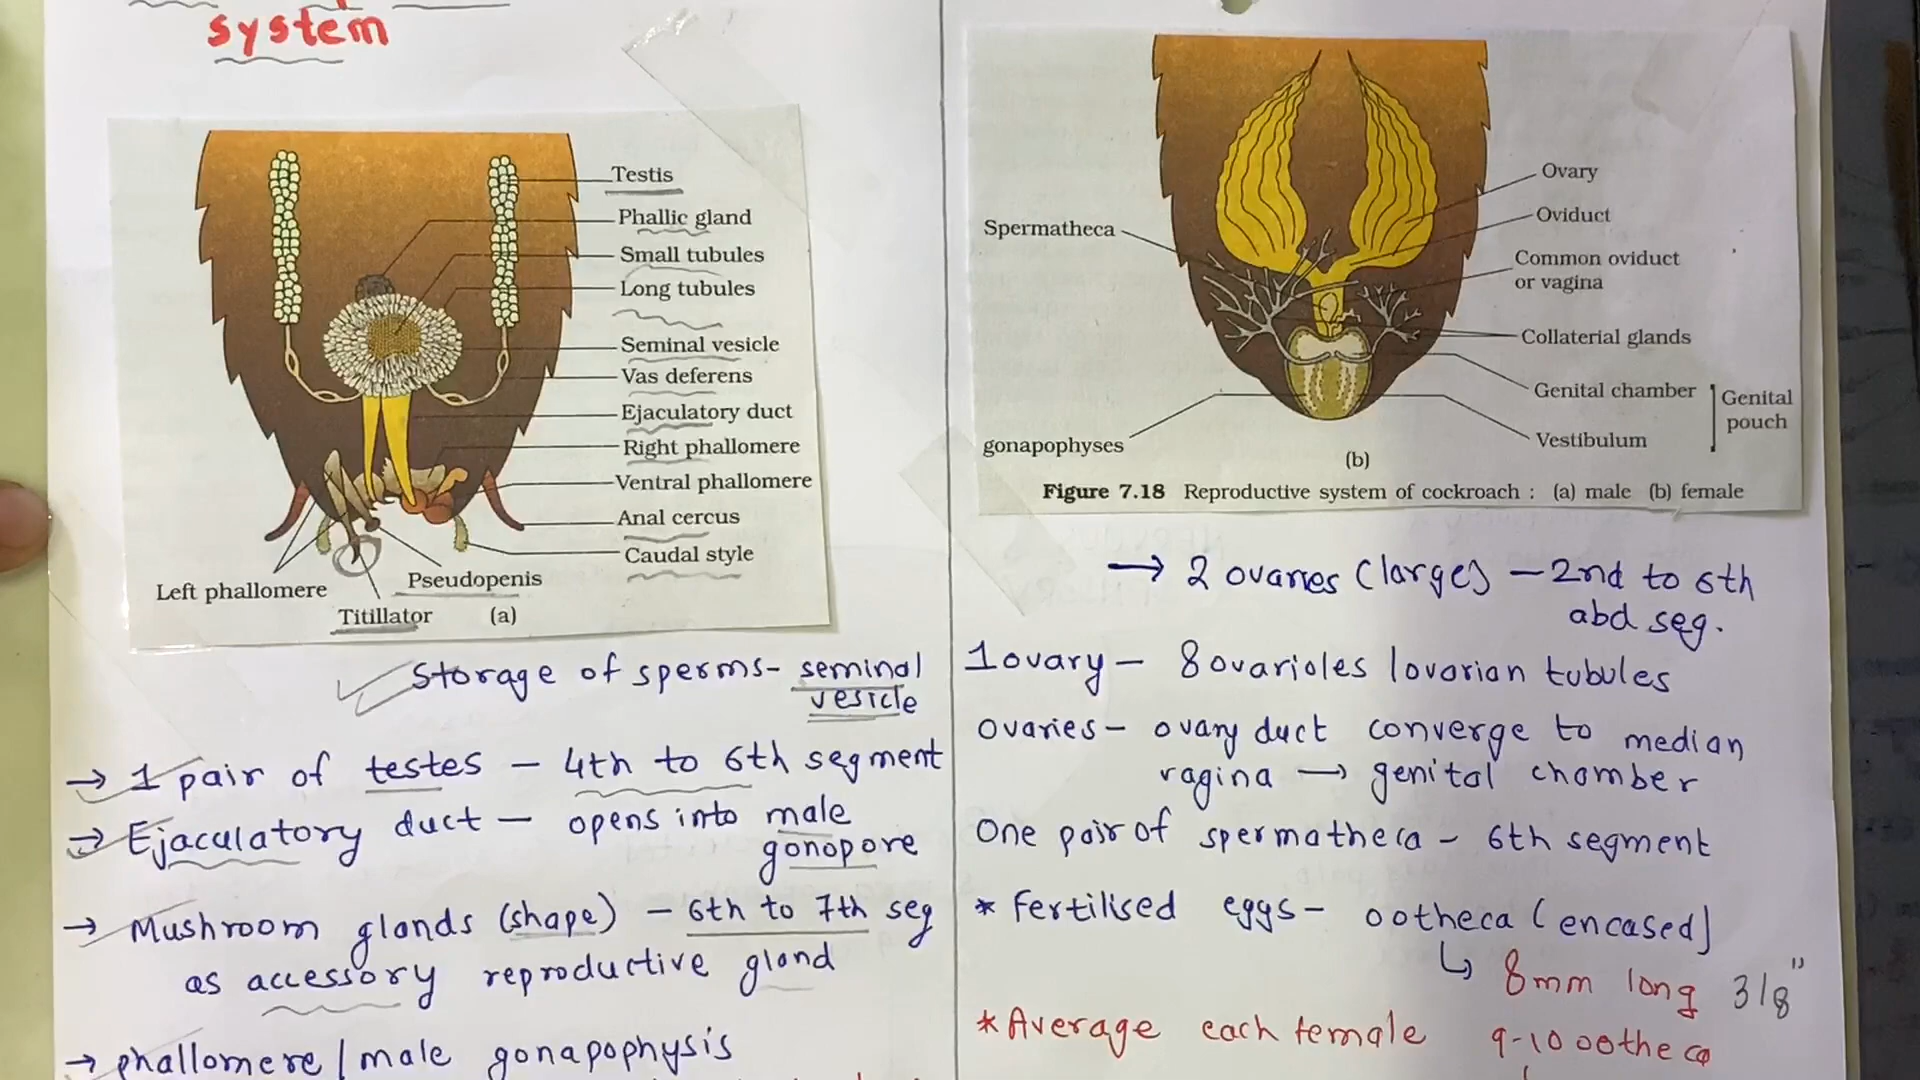 system
Testis
Phallic gland
Small tubules
Long tubules
Seminal vesicle
Vas deferens
Ejaculatory duct
Right phallomere
Ventral phallomere
Anal cercus
Caudal style
Left phallomere
Pseudopenis
Titillator
(a)
Storage of sperms- seminal
vesicle
→ 1 pair of testes - 4th to 6th segment
→ Ejaculatory duct - opens into male
gonopore
→ Mushroom glands (shape) - 6th to 7th seg
as accessory reproductive gland
→ phallomere / male gonapophysis
Ovary
Oviduct
Spermatheca
Common oviduct
or vagina
Collaterial glands
Genital chamber
Genital
pouch
Vestibulum
gonapophyses
(b)
Figure 7.18 Reproductive system of cockroach : (a) male (b) female
→ 2 ovaries (large) - 2nd to 6th
abd seg.
1 ovary - 8 ovarioles / ovarian tubules
ovaries - ovary duct converge to median
vagina → genital chamber
One pair of spermatheca - 6th segment
* Fertilised eggs - ootheca (encased)
↳ 8mm long 3/8"
* Average each female 9-10 ootheca